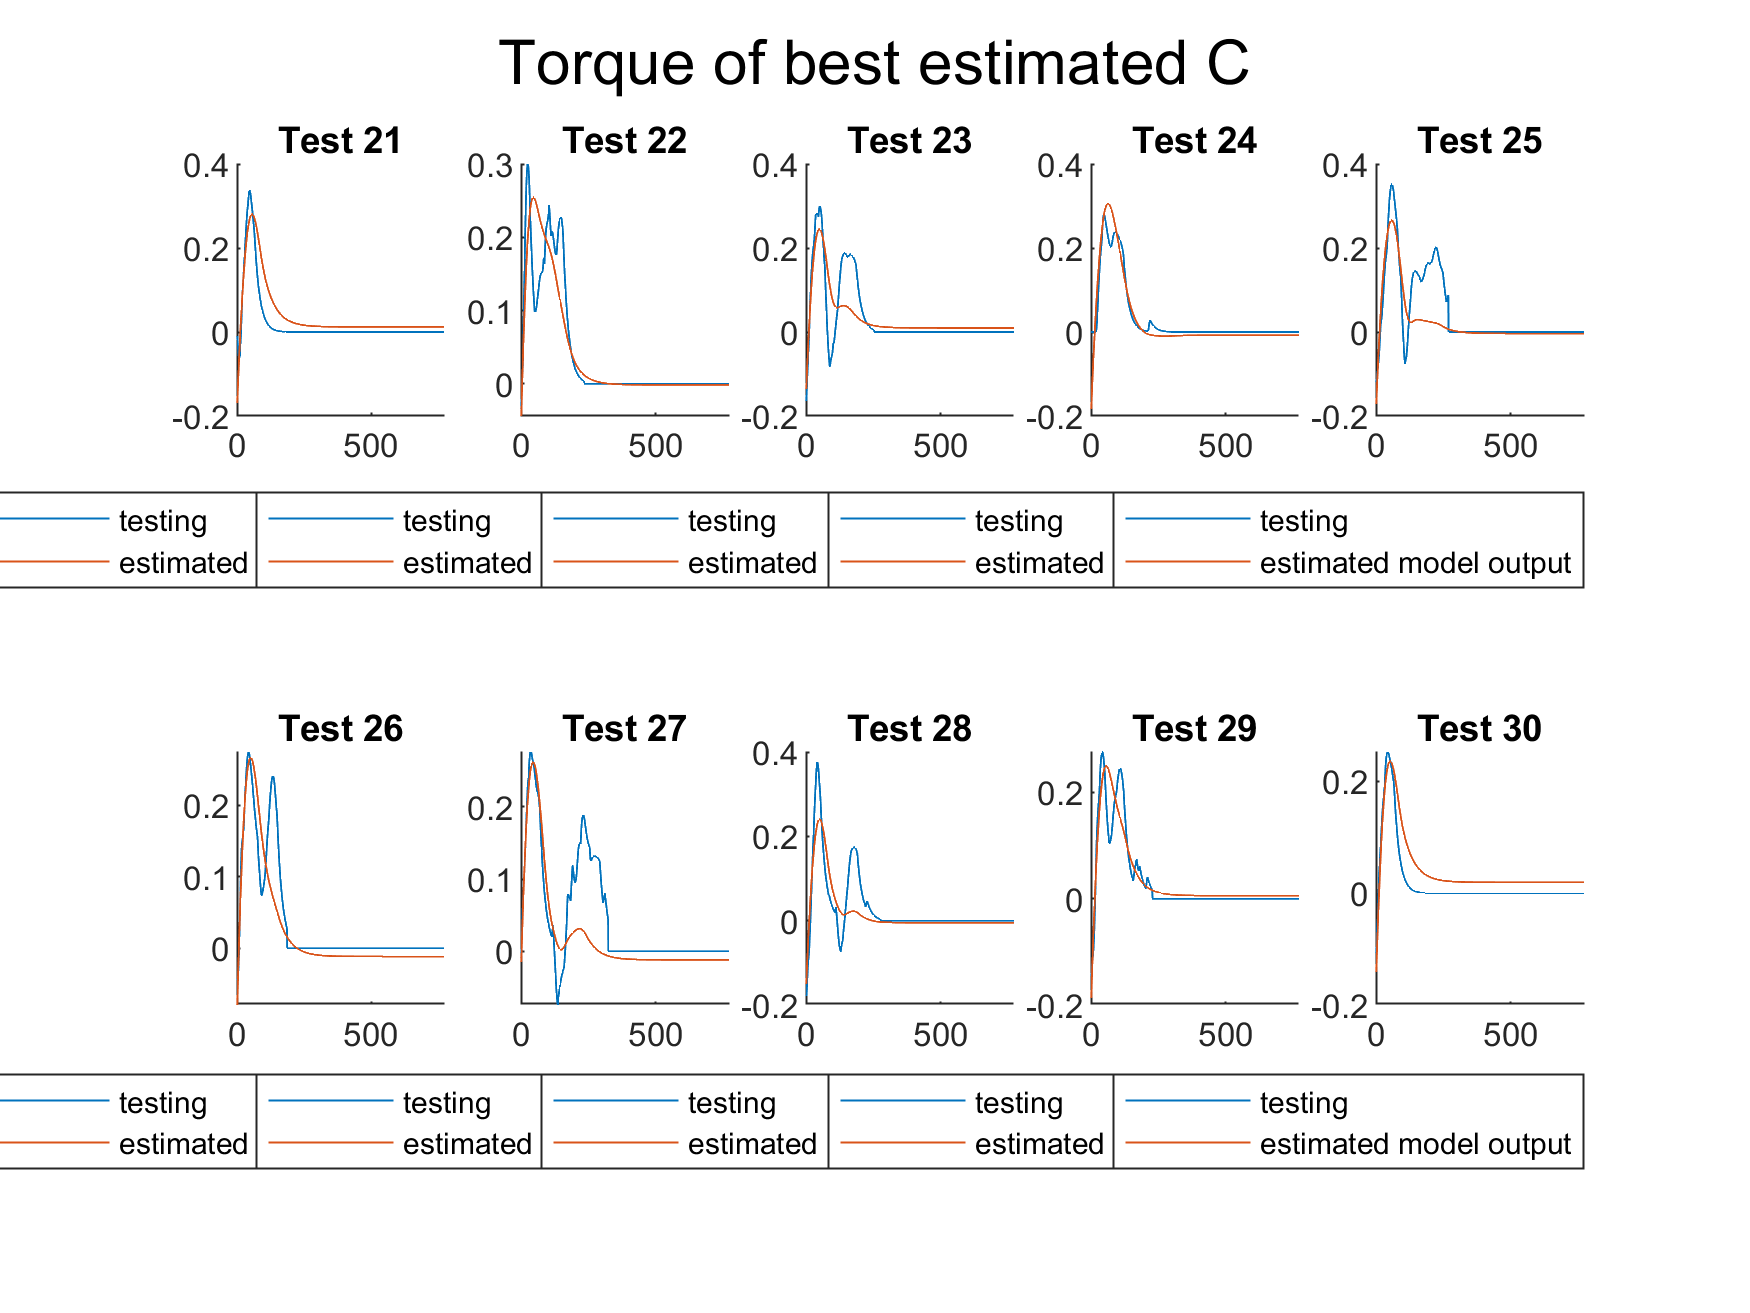 Torque of best estimated C
Test 21 Test 22 Test 23 Test 24 Test 25
0.4 0.3 0.4 0.4 0.4
0.2 0.2 0.2 0.2 0.2
0 0.1 0 0 0
-0.2 0 -0.2 -0.2 -0.2
0 500 0 500 0 500 0 500 0 500
testing testing testing testing testing
estimated estimated estimated estimated estimated model output
Test 26 Test 27 Test 28 Test 29 Test 30
0.2 0.2 0.4 0.2 0.2
0.1 0.1 0.2 0 0
0 0 0 -0.2 -0.2
-0.2
0 500 0 500 0 500 0 500 0 500
testing testing testing testing testing
estimated estimated estimated estimated estimated model output